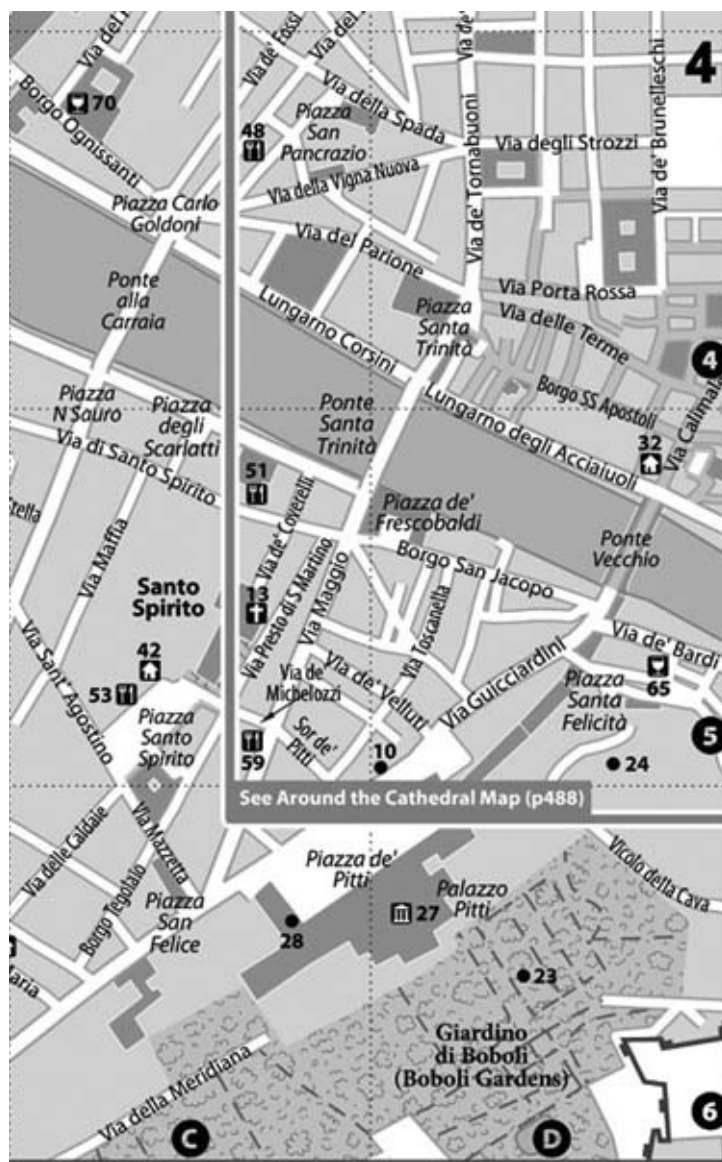 4
Via de' Fossi
Via de'
Borgo Ognissanti
70
Via della Spada
Via de' Tornabuoni
Via de' Brunelleschi
48
Piazza
San
Pancrazio
Via degli Strozzi
Via della Vigna Nuova
Piazza Carlo
Goldoni
Via del Parione
Via Porta Rossa
Ponte
alla
Carraia
Lungarno Corsini
Piazza
Santa
Trinità
Via delle Terme
4
Borgo SS Apostoli
Piazza
N Sauro
Piazza
degli
Scarlatti
Ponte
Santa
Trinità
Lungarno degli Acciaiuoli
32
Via Calimala
Via di Santo Spirito
51
Via de' Coverelli
Piazza de'
Frescobaldi
Ponte
Vecchio
Via Maffia
Borgo San Jacopo
Santo
Spirito
13
Via Presto di S Martino
Via Maggio
Via Toscanella
Via de' Bardi
42
53
Via Sant' Agostino
Via de'
Michelozzi
Via de' Velluti
Via Guicciardini
65
Piazza
Santa
Felicità
Piazza
Santo
Spirito
59
Sor de'
Pitti
10
24
5
See Around the Cathedral Map (p488)
Via delle Caldaie
Via Mazzetta
Borgo Tegolaio
Piazza
San
Felice
Piazza de'
Pitti
28
27
Palazzo
Pitti
Vicolo della Cava
23
Giardino
di Boboli
(Boboli Gardens)
Via della Meridiana
C
D
6